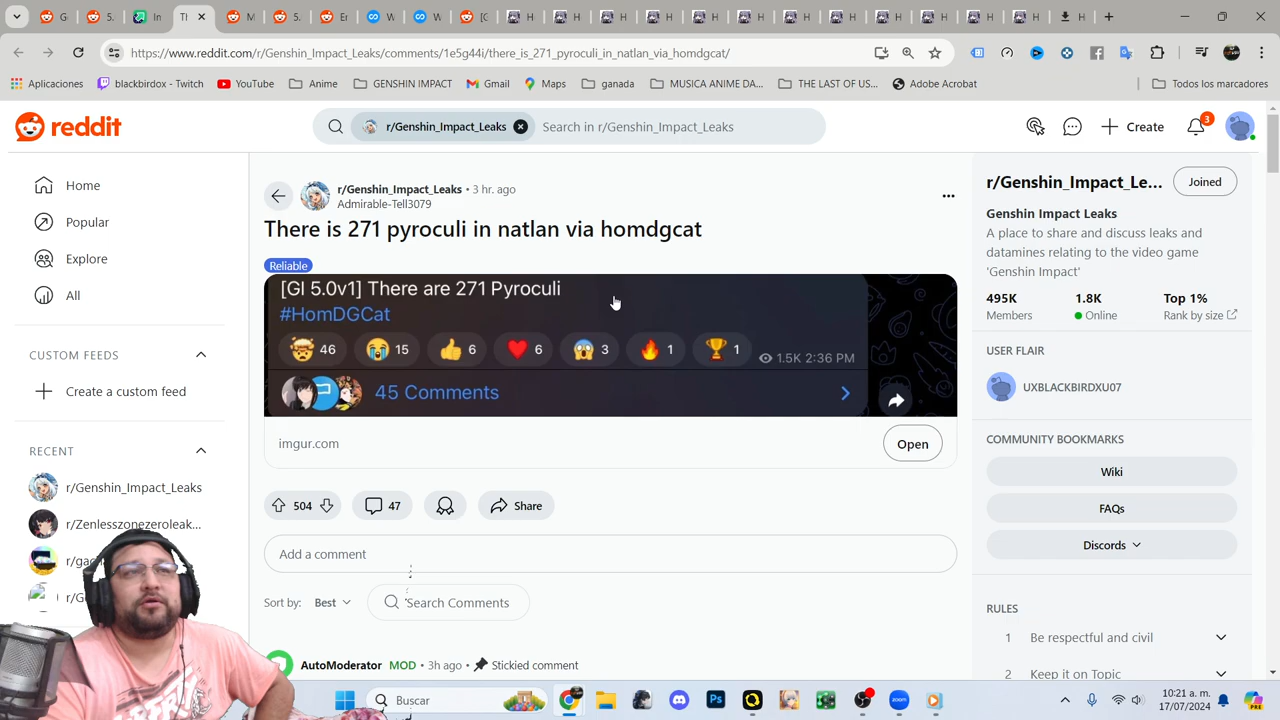 https://www.reddit.com/r/Genshin_Impact_Leaks/comments/1e5g44i/there_is_271_pyroculi_in_natlan_via_homdgcat/
Aplicaciones
blackbirdox - Twitch
YouTube
Anime
GENSHIN IMPACT
Gmail
Maps
ganada
MUSICA ANIME DA...
THE LAST OF US...
Adobe Acrobat
Todos los marcadores
reddit
r/Genshin_Impact_Leaks
Search in r/Genshin_Impact_Leaks
Create
3
Home
Popular
Explore
All
CUSTOM FEEDS
Create a custom feed
RECENT
r/Genshin_Impact_Leaks
r/Zenlesszonezeroleak...
r/gac
r/G
r/Genshin_Impact_Leaks • 3 hr. ago
Admirable-Tell3079
There is 271 pyroculi in natlan via homdgcat
Reliable
[GI 5.0v1] There are 271 Pyroculi
#HomDGCat
46 15 6 6 3 1 1 1.5K 2:36 PM
45 Comments
imgur.com
Open
504
47
Share
Add a comment
Sort by: Best
Search Comments
AutoModerator MOD • 3h ago • Stickied comment
r/Genshin_Impact_Le...
Joined
Genshin Impact Leaks
A place to share and discuss leaks and
datamines relating to the video game
'Genshin Impact'
495K 1.8K Top 1%
Members Online Rank by size
USER FLAIR
UXBLACKBIRDXU07
COMMUNITY BOOKMARKS
Wiki
FAQs
Discords
RULES
1 Be respectful and civil
2 Keep it on Topic
Buscar
10:21 a. m.
17/07/2024